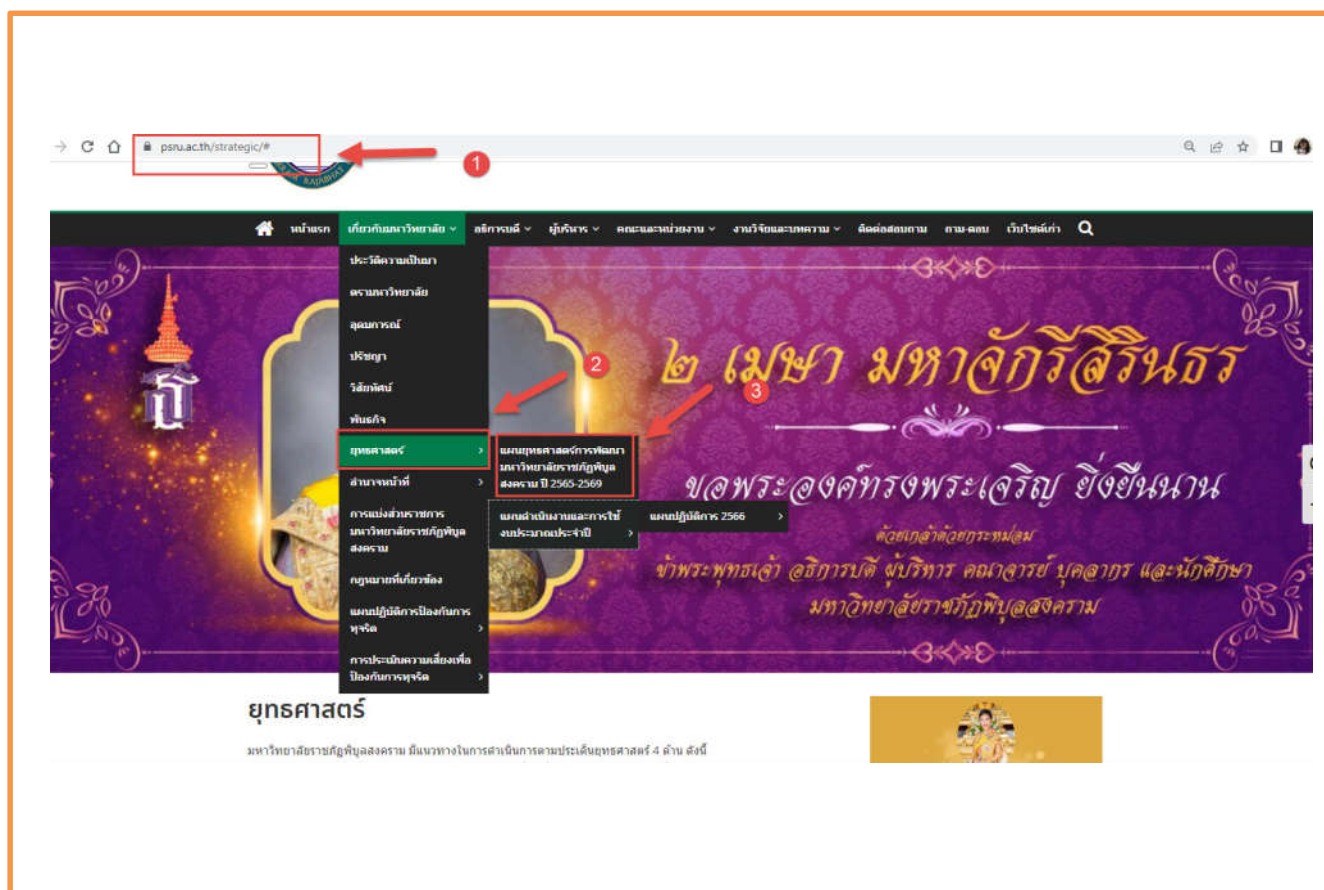 psru.ac.th/strategic/#
1
RAJABHAT
หน้าแรก เกี่ยวกับมหาวิทยาลัย อธิการบดี ผู้บริหาร คณะและหน่วยงาน งานวิจัยและบทความ ติดต่อสอบถาม ถาม-ตอบ เว็บไซต์เก่า
ประวัติความเป็นมา
ตรามหาวิทยาลัย
อุดมการณ์
ปรัชญา
วิสัยทัศน์
พันธกิจ
2
3
ยุทธศาสตร์
แผนยุทธศาสตร์การพัฒนา
มหาวิทยาลัยราชภัฏพิบูล
สงคราม ปี 2565-2569
อำนาจหน้าที่
แผนดำเนินงานและการใช้
งบประมาณประจำปี
แผนปฏิบัติการ 2566
การแบ่งส่วนราชการ
มหาวิทยาลัยราชภัฏพิบูล
สงคราม
กฎหมายที่เกี่ยวข้อง
แผนปฏิบัติการป้องกันการ
ทุจริต
การประเมินความเสี่ยงเพื่อ
ป้องกันการทุจริต
๒ เมษา มหาจักรีสิรินธร
ขอพระองค์ทรงพระเจริญ ยิ่งยืนนาน
ด้วยเกล้าด้วยกระหม่อม
ข้าพระพุทธเจ้า อธิการบดี ผู้บริหาร คณาจารย์ บุคลากร และนักศึกษา
มหาวิทยาลัยราชภัฏพิบูลสงคราม
ยุทธศาสตร์
มหาวิทยาลัยราชภัฏพิบูลสงคราม มีแนวทางในการดำเนินการตามประเด็นยุทธศาสตร์ 4 ด้าน ดังนี้